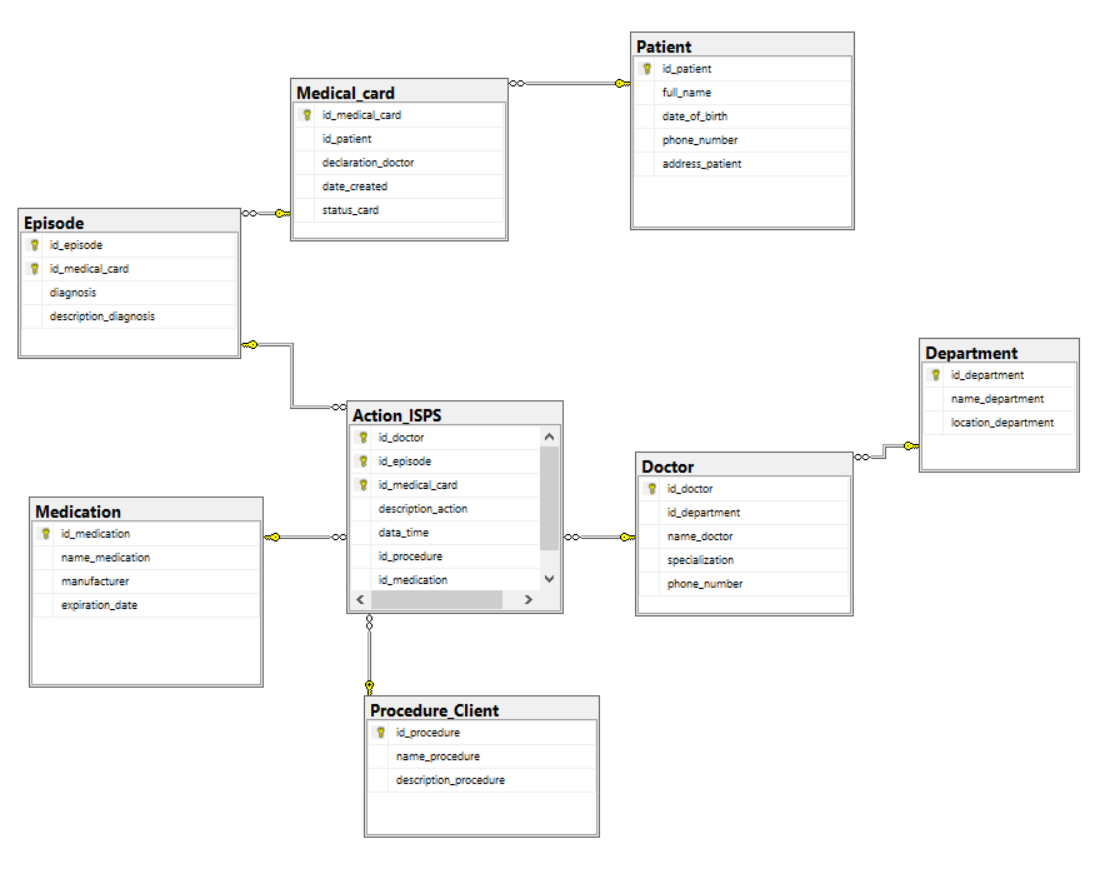 Patient
id_patient
full_name
date_of_birth
phone_number
address_patient
Medical_card
id_medical_card
id_patient
declaration_doctor
date_created
status_card
Episode
id_episode
id_medical_card
diagnosis
description_diagnosis
Department
id_department
name_department
location_department
Action_ISPS
id_doctor
id_episode
id_medical_card
description_action
data_time
id_procedure
id_medication
Doctor
id_doctor
id_department
name_doctor
specialization
phone_number
Medication
id_medication
name_medication
manufacturer
expiration_date
Procedure_Client
id_procedure
name_procedure
description_procedure